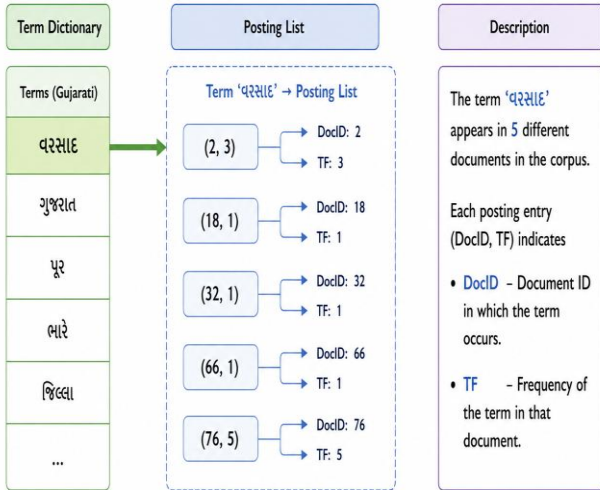 Term Dictionary
Terms (Gujarati)
વરસાદ
ગુજરાત
પૂર
ભારે
જિલ્લા
...
Posting List
Term ‘વરસાદ’ → Posting List
(2, 3)
DocID: 2
TF: 3
(18, 1)
DocID: 18
TF: 1
(32, 1)
DocID: 32
TF: 1
(66, 1)
DocID: 66
TF: 1
(76, 5)
DocID: 76
TF: 5
Description
The term ‘વરસાદ’
appears in 5 different
documents in the corpus.
Each posting entry
(DocID, TF) indicates
• DocID – Document ID
in which the term
occurs.
• TF – Frequency of
the term in that
document.